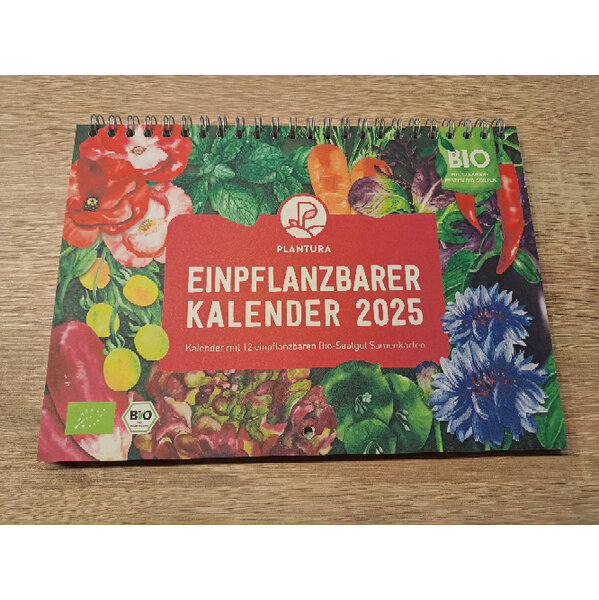 BIO
PLANTURA
EINPFLANZBARER
KALENDER 2025
Kalender mit 12 einpflanzbaren Bio-Saatgut Samenkarten
BIO